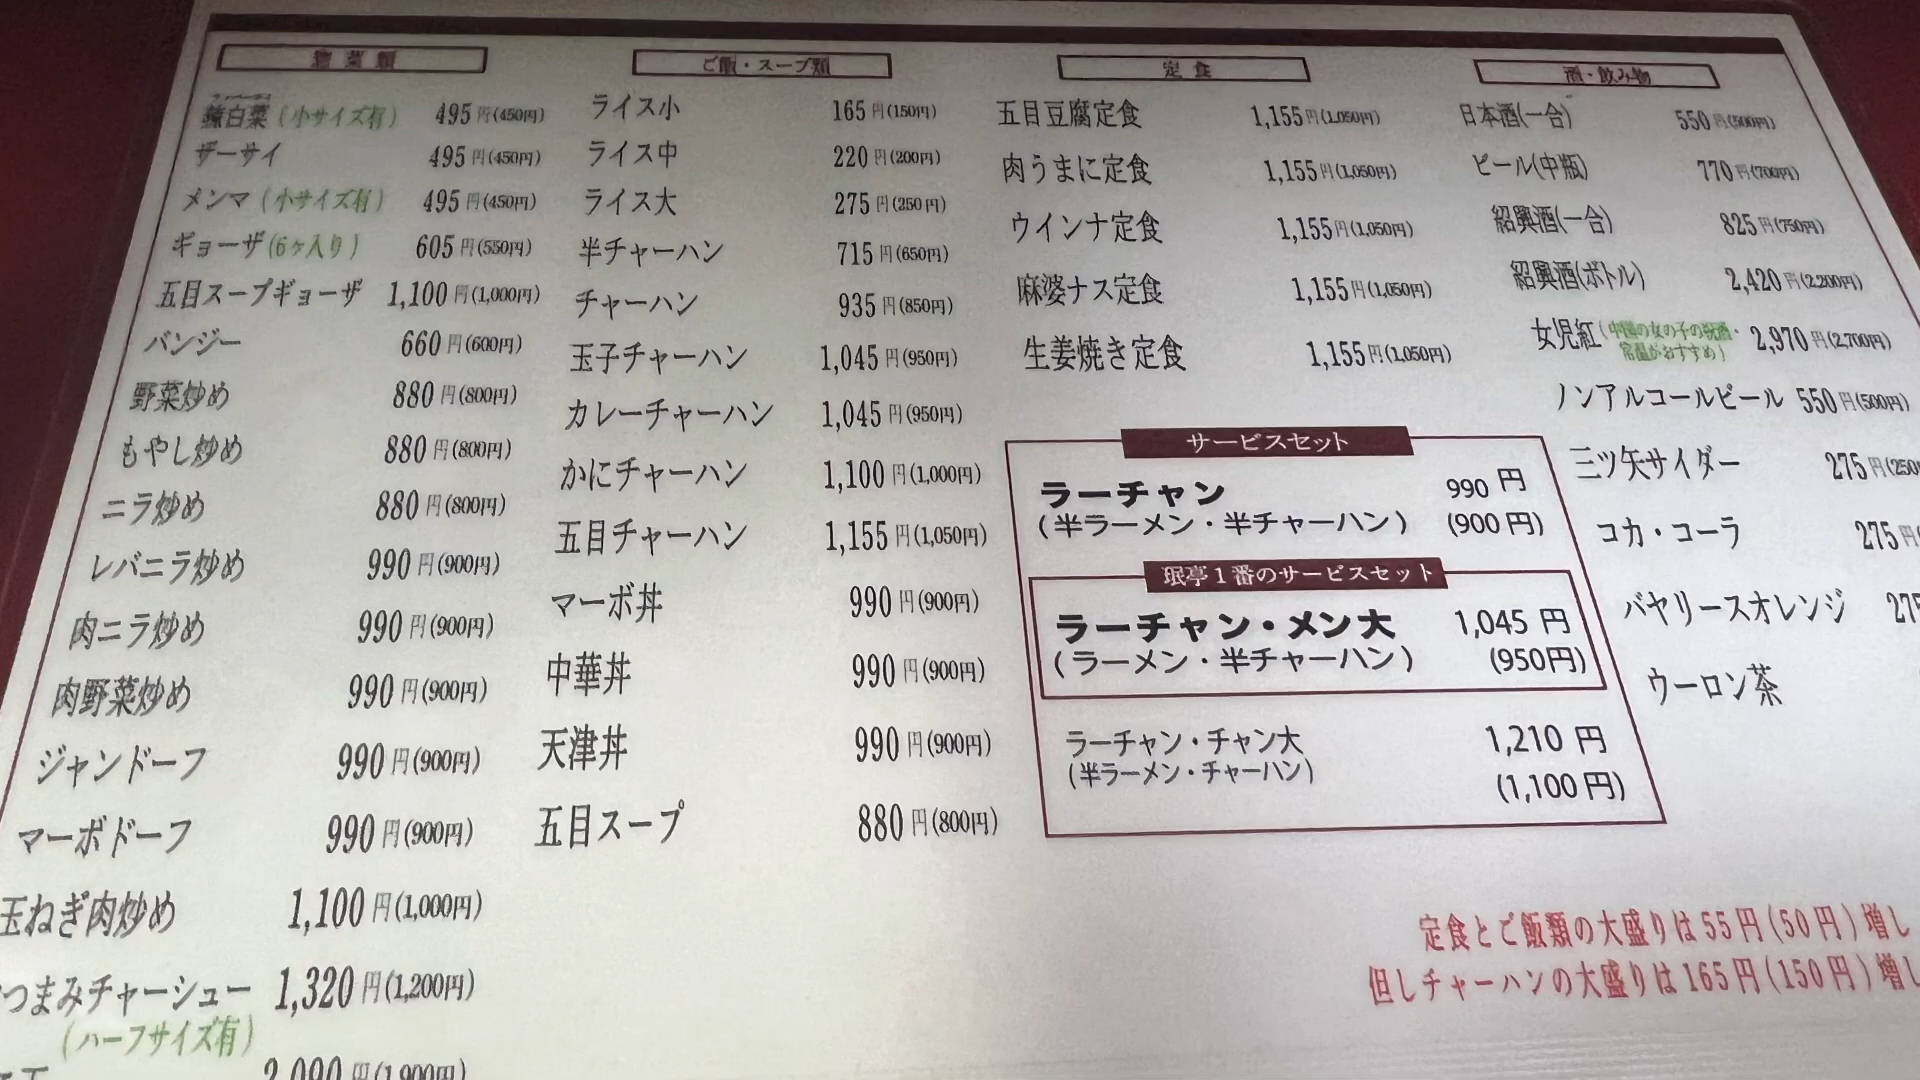 惣菜類
辣白菜(小サイズ有) 495円(450円)
ザーサイ 495円(450円)
メンマ(小サイズ有) 495円(450円)
ギョーザ(6ヶ入り) 605円(550円)
五目スープギョーザ 1,100円(1,000円)
バンジー 660円(600円)
野菜炒め 880円(800円)
もやし炒め 880円(800円)
ニラ炒め 880円(800円)
レバニラ炒め 990円(900円)
肉ニラ炒め 990円(900円)
肉野菜炒め 990円(900円)
ジャンドーフ 990円(900円)
マーボドーフ 990円(900円)
玉ねぎ肉炒め 1,100円(1,000円)
つまみチャーシュー 1,320円(1,200円)
(ハーフサイズ有)
2,090円(1,900円)
ご飯・スープ類
ライス小 165円(150円)
ライス中 220円(200円)
ライス大 275円(250円)
半チャーハン 715円(650円)
チャーハン 935円(850円)
玉子チャーハン 1,045円(950円)
カレーチャーハン 1,045円(950円)
かにチャーハン 1,100円(1,000円)
五目チャーハン 1,155円(1,050円)
マーボ丼 990円(900円)
中華丼 990円(900円)
天津丼 990円(900円)
五目スープ 880円(800円)
定食
五目豆腐定食 1,155円(1,050円)
肉うまに定食 1,155円(1,050円)
ウインナ定食 1,155円(1,050円)
麻婆ナス定食 1,155円(1,050円)
生姜焼き定食 1,155円(1,050円)
サービスセット
ラーチャン 990円
(半ラーメン・半チャーハン) (900円)
珉亭1番のサービスセット
ラーチャン・メン大 1,045円
(ラーメン・半チャーハン) (950円)
ラーチャン・チャン大 1,210円
(半ラーメン・チャーハン)
(1,100円)
酒・飲み物
日本酒(一合) 550円(500円)
ビール(中瓶) 770円(700円)
紹興酒(一合) 825円(750円)
紹興酒(ボトル) 2,420円(2,200円)
女児紅(中国の女の子の祝酒・ 2,970円(2,700円)
常温がおすすめ)
ノンアルコールビール 550円(500円)
三ツ矢サイダー 275円(250
コカ・コーラ 275円(
バヤリースオレンジ 275
ウーロン茶
定食とご飯類の大盛りは55円(50円)増し
但しチャーハンの大盛りは165円(150円)増し